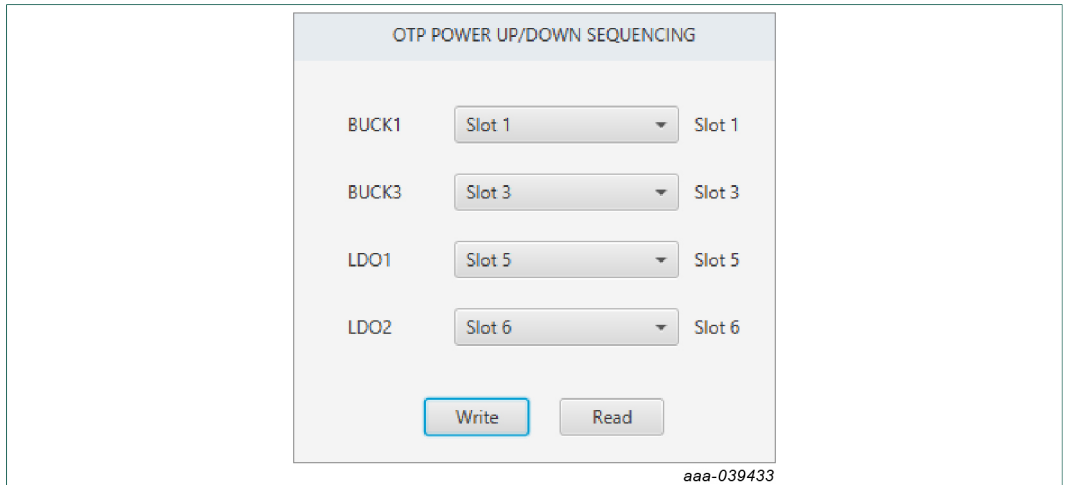 OTP POWER UP/DOWN SEQUENCING
BUCK1 Slot 1 Slot 1
BUCK3 Slot 3 Slot 3
LDO1 Slot 5 Slot 5
LDO2 Slot 6 Slot 6
Write Read
aaa-039433